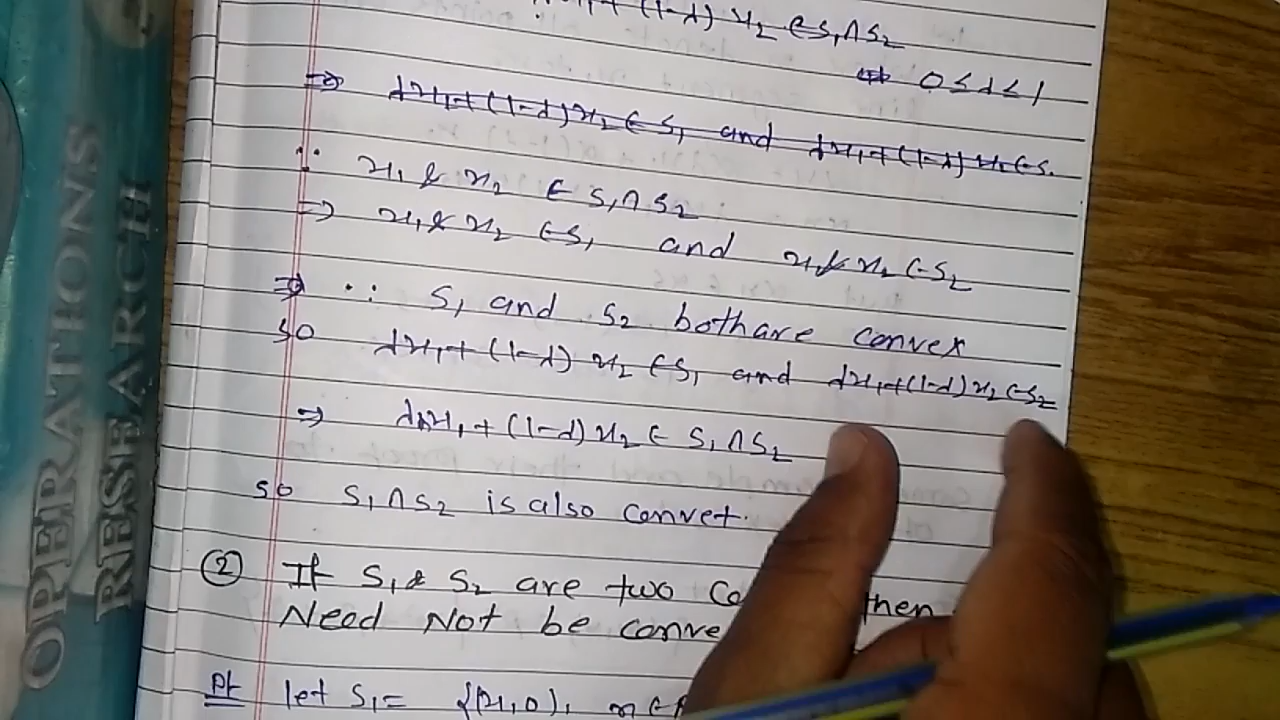 + (1-λ) x₂ ∈ S₁∩S₂
0≤λ≤1
⇒ λx₁+(1-λ)x₂ ∈ S₁ and λx₁+(1-λ)x₂∈S.
∵ x₁ & x₂ ∈ S₁∩S₂
⇒ x₁&x₂ ∈S₁ and x₁&x₂∈S₂
⇒ ∵ S₁ and S₂ both are convex
so λx₁+(1-λ) x₂ ∈S₁ and λx₁+(1-λ)x₂∈S₂
⇒ λx₁+(1-λ)x₂ ∈ S₁∩S₂
so S₁∩S₂ is also convet.
② If S₁ & S₂ are two Co then
Need Not be conve
Pf let S₁= {(x,0),
OPERATIONS
RESEARCH